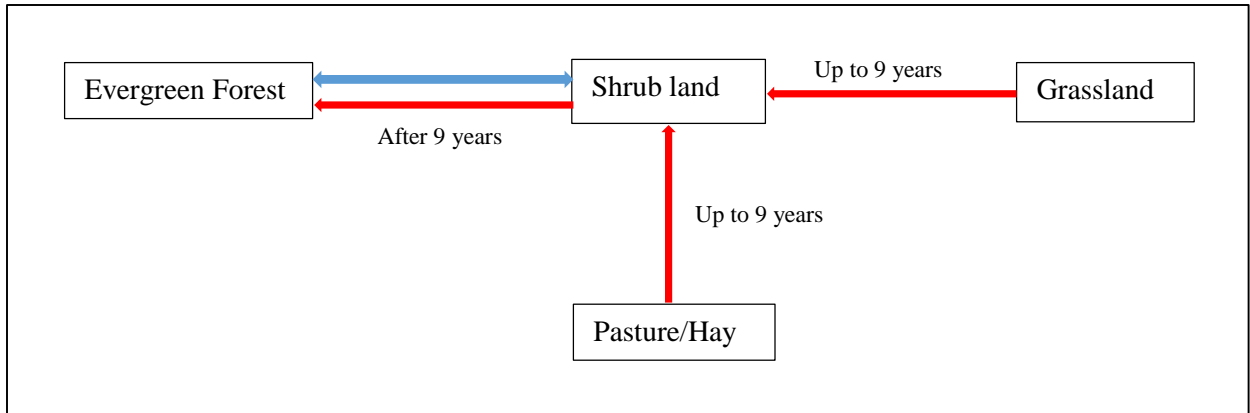 Evergreen Forest
Shrub land
Up to 9 years
Grassland
After 9 years
Up to 9 years
Pasture/Hay